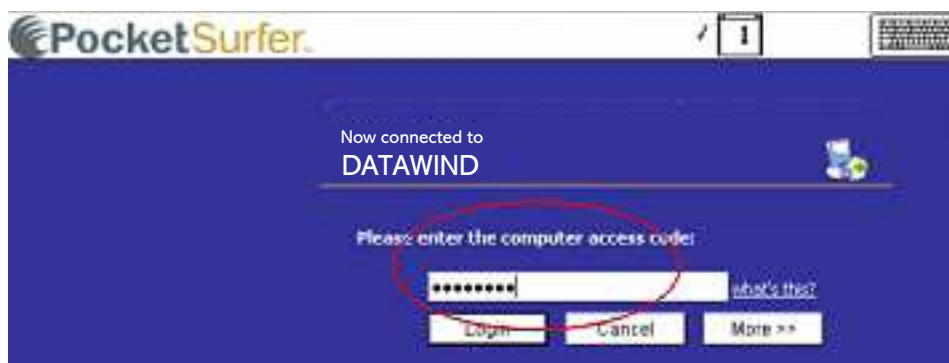 PocketSurfer.
1
Now connected to
DATAWIND
Please enter the computer access code:
••••••••
what's this?
Login
Cancel
More >>